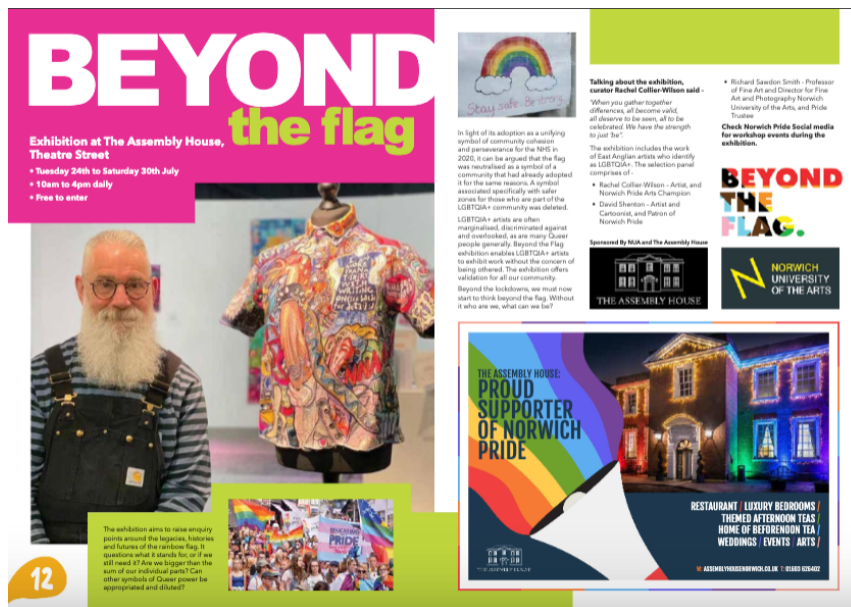 BEYOND
the flag
Exhibition at The Assembly House,
Theatre Street
• Tuesday 24th to Saturday 30th July
• 10am to 4pm daily
• Free to enter
The exhibition aims to raise enquiry
points around the legacies, histories
and futures of the rainbow flag. It
questions what it stands for, or if we
still need it? Are we bigger than the
sum of our individual parts? Can
other symbols of Queer power be
appropriated and diluted?
PRIDE
12
Stay safe. Be strong.
In light of its adoption as a unifying
symbol of community cohesion
and perseverance for the NHS in
2020, it can be argued that the flag
was neutralised as a symbol of a
community that had already adopted
it for the same reasons. A symbol
associated specifically with safer
zones for those who are part of the
LGBTQIA+ community was deleted.
LGBTQIA+ artists are often
marginalised, discriminated against
and overlooked, as are many Queer
people generally. Beyond the Flag
exhibition enables LGBTQIA+ artists
to exhibit work without the concern of
being othered. The exhibition offers
validation for all our community.
Beyond the lockdowns, we must now
start to think beyond the flag. Without
it who are we, what can we be?
Talking about the exhibition,
curator Rachel Collier-Wilson said -
"When you gather together
differences, all become valid,
all deserve to be seen, all to be
celebrated. We have the strength
to just 'be'.
The exhibition includes the work
of East Anglian artists who identify
as LGBTQIA+. The selection panel
comprises of -
• Rachel Collier-Wilson - Artist, and
Norwich Pride Arts Champion
• David Shenton - Artist and
Cartoonist, and Patron of
Norwich Pride
• Richard Sawdon Smith - Professor
of Fine Art and Director for Fine
Art and Photography Norwich
University of the Arts, and Pride
Trustee
Check Norwich Pride Social media
for workshop events during the
exhibition.
BEYOND
THE
FLAG.
Sponsored By NUA and The Assembly House
THE ASSEMBLY HOUSE
NORWICH
UNIVERSITY
OF THE ARTS
THE ASSEMBLY HOUSE:
PROUD
SUPPORTER
OF NORWICH
PRIDE
RESTAURANT / LUXURY BEDROOMS /
THEMED AFTERNOON TEAS /
HOME OF BEFORENOON TEA /
WEDDINGS / EVENTS / ARTS /
THE ASSEMBLY HOUSE
W: ASSEMBLYHOUSENORWICH.CO.UK T: 01603 626402